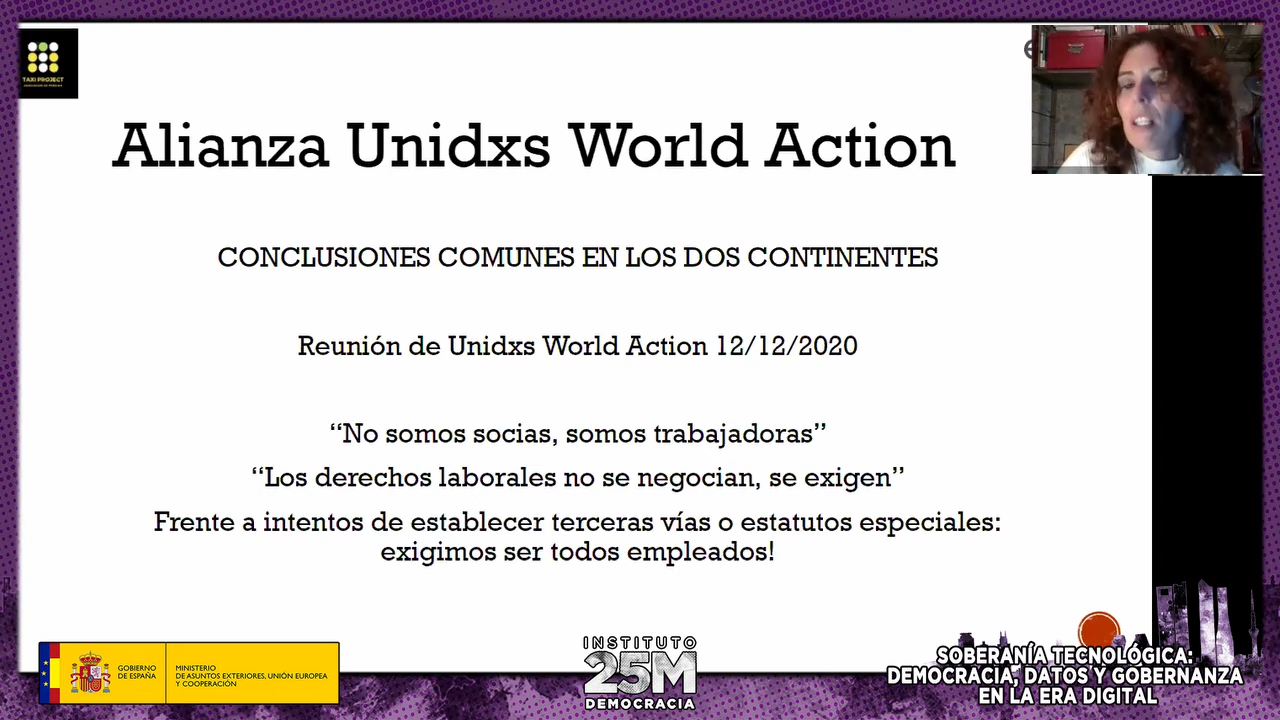 TAXI PROJECT
Alianza Unidxs World Action
CONCLUSIONES COMUNES EN LOS DOS CONTINENTES
Reunión de Unidxs World Action 12/12/2020
“No somos socias, somos trabajadoras”
“Los derechos laborales no se negocian, se exigen”
Frente a intentos de establecer terceras vías o estatutos especiales:
exigimos ser todos empleados!
GOBIERNO
DE ESPAÑA
MINISTERIO
DE ASUNTOS EXTERIORES, UNIÓN EUROPEA
Y COOPERACIÓN
INSTITUTO
25M
DEMOCRACIA
SOBERANÍA TECNOLÓGICA:
DEMOCRACIA, DATOS Y GOBERNANZA
EN LA ERA DIGITAL